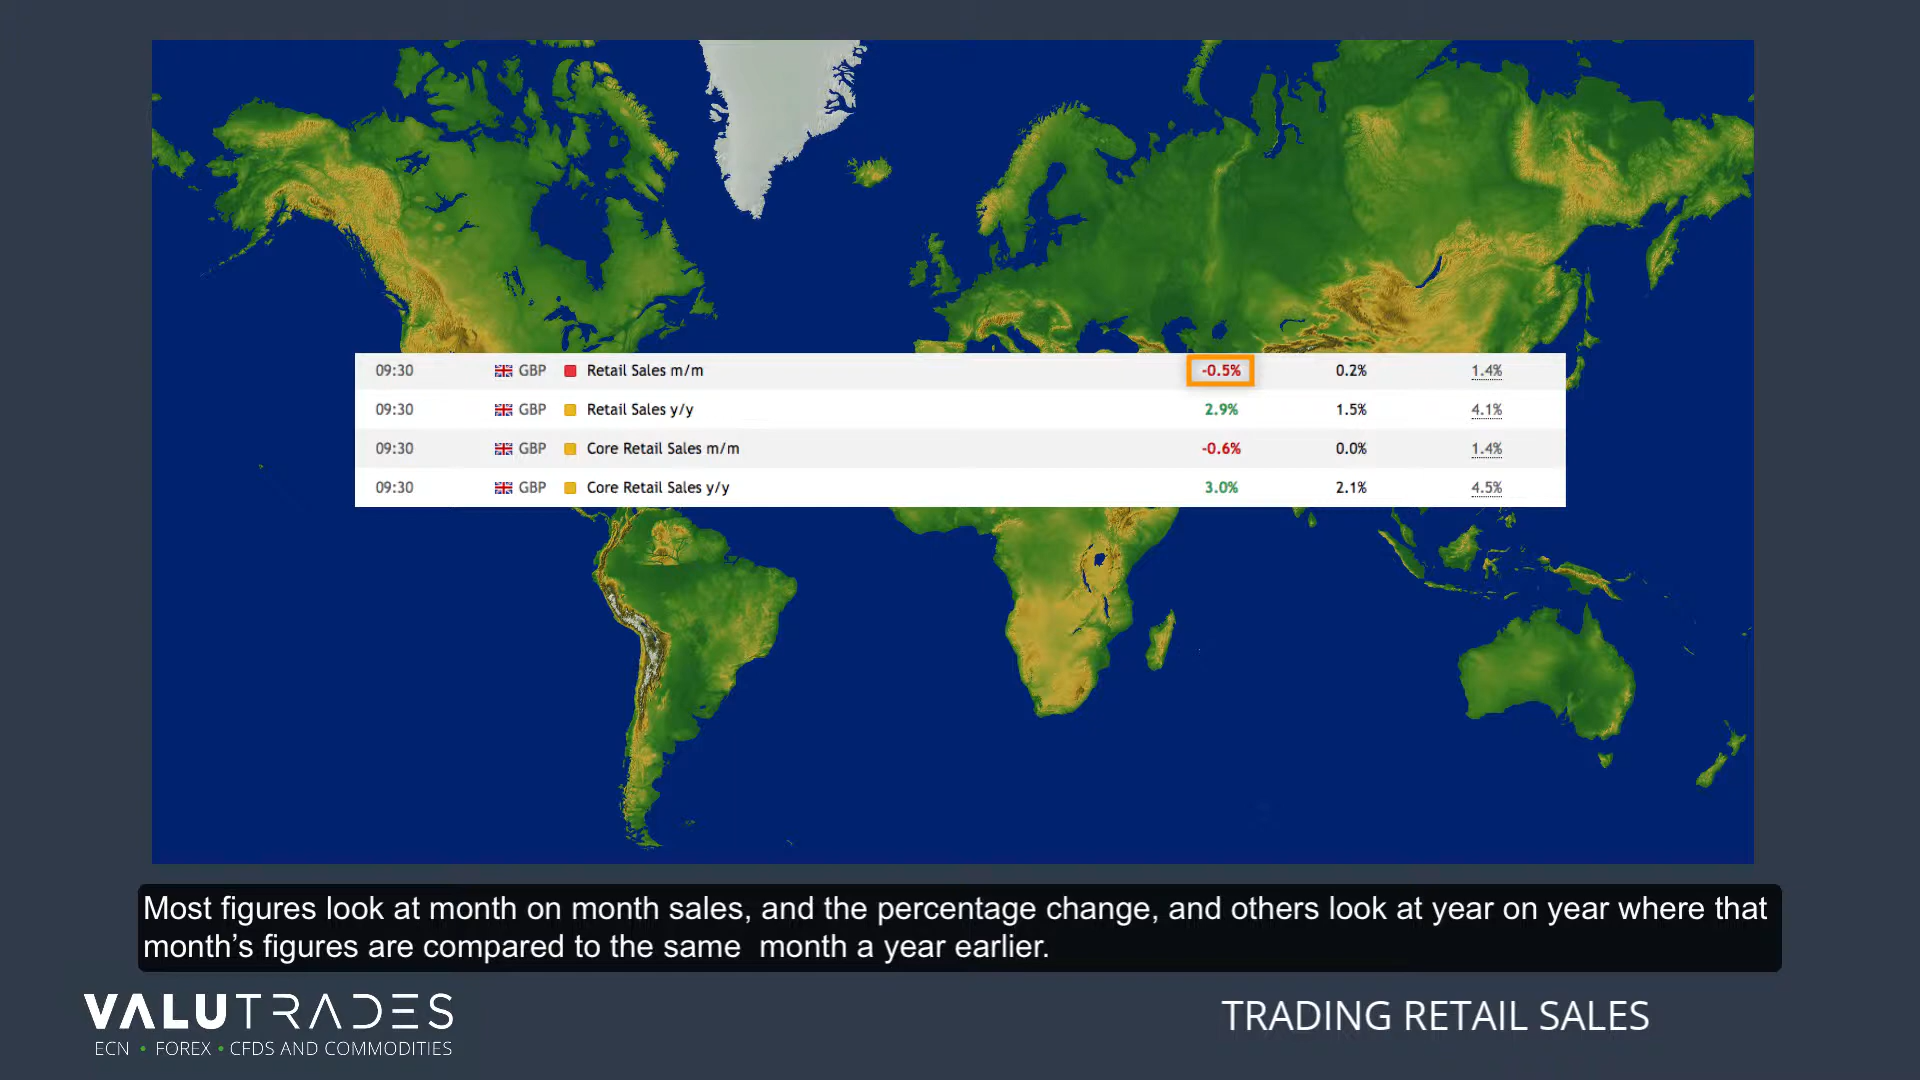 09:30 GBP Retail Sales m/m -0.5% 0.2% 1.4%
09:30 GBP Retail Sales y/y 2.9% 1.5% 4.1%
09:30 GBP Core Retail Sales m/m -0.6% 0.0% 1.4%
09:30 GBP Core Retail Sales y/y 3.0% 2.1% 4.5%
Most figures look at month on month sales, and the percentage change, and others look at year on year where that
month’s figures are compared to the same  month a year earlier.
VALUTRADES
ECN • FOREX • CFDS AND COMMODITIES
TRADING RETAIL SALES